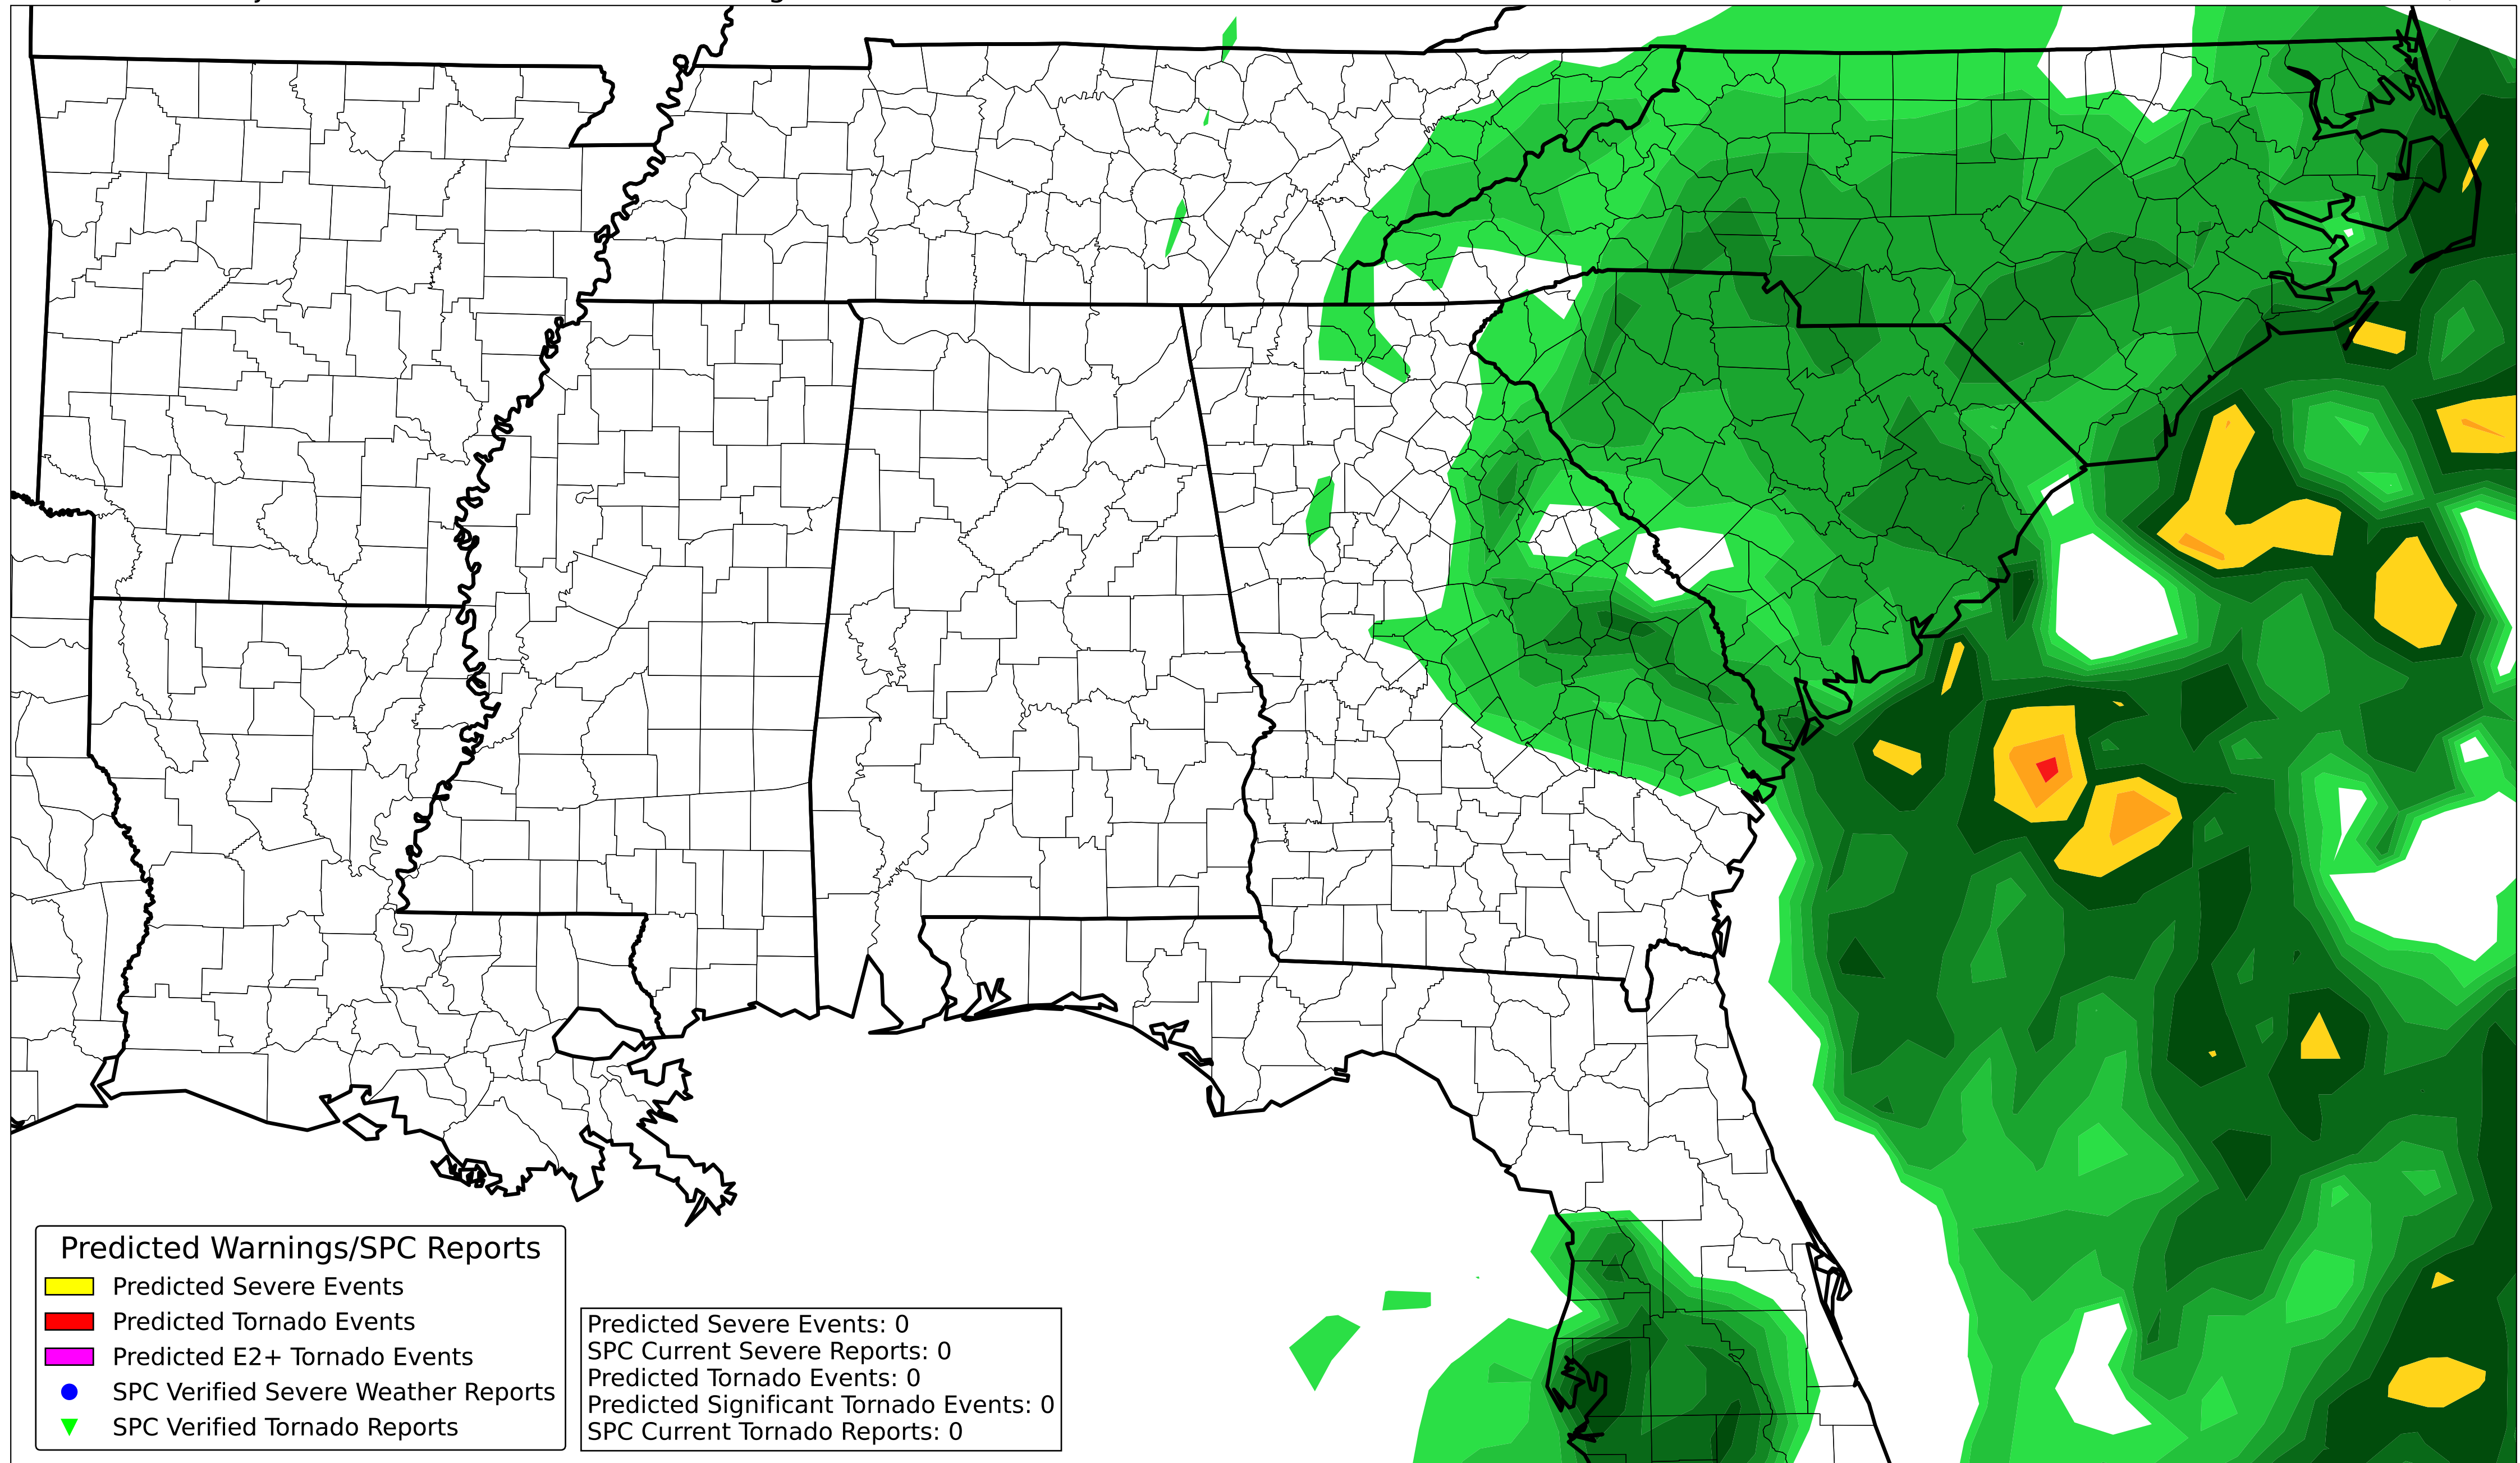 Predicted Warnings/SPC Reports
Predicted Severe Events
Predicted Tornado Events
Predicted E2+ Tornado Events
SPC Verified Severe Weather Reports
SPC Verified Tornado Reports
Predicted Severe Events: 0
SPC Current Severe Reports: 0
Predicted Tornado Events: 0
Predicted Significant Tornado Events: 0
SPC Current Tornado Reports: 0